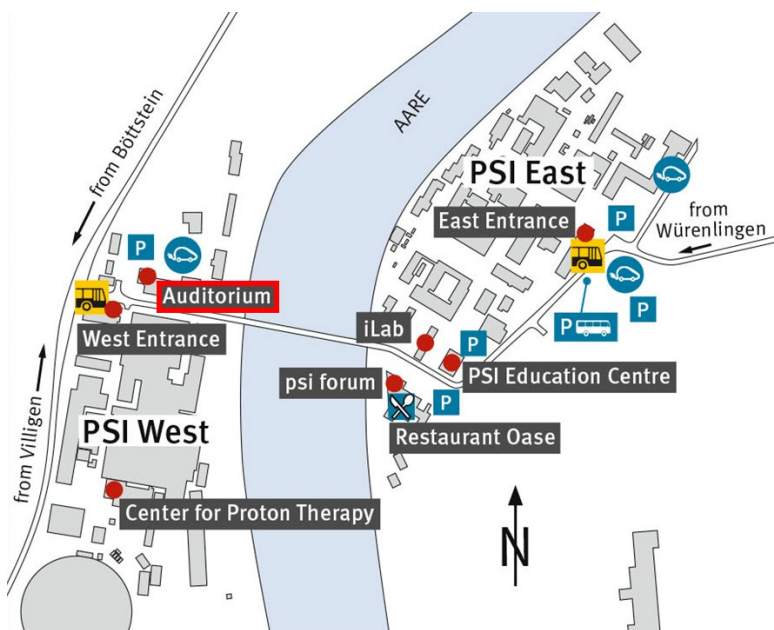 from Böttstein
AARE
PSI East
East Entrance
P
from
Würenlingen
P
Auditorium
P
P
West Entrance
iLab
P
PSI Education Centre
psi forum
P
Restaurant Oase
from Villigen
PSI West
Center for Proton Therapy
N